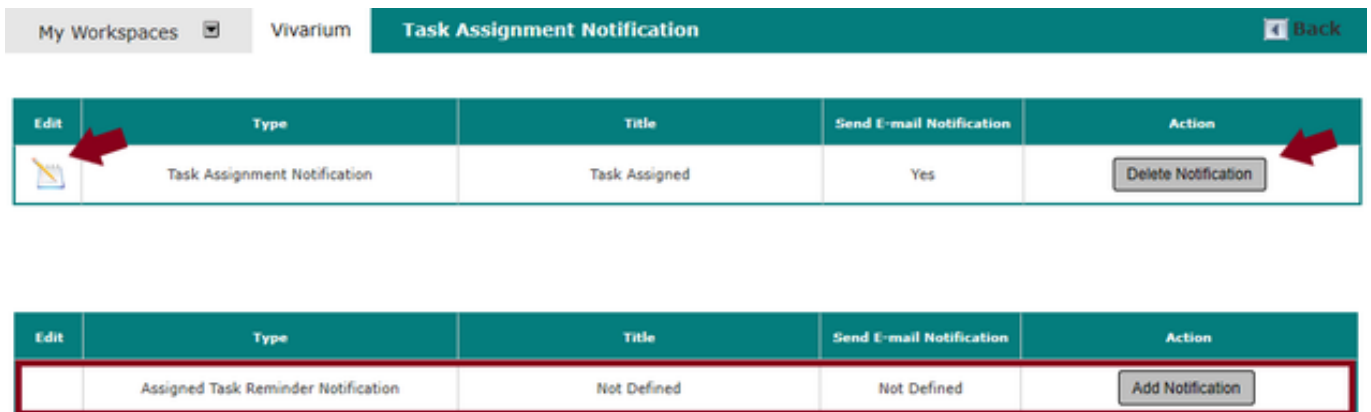 My Workspaces Vivarium Task Assignment Notification Back
Edit Type Title Send E-mail Notification Action
Task Assignment Notification Task Assigned Yes Delete Notification
Edit Type Title Send E-mail Notification Action
Assigned Task Reminder Notification Not Defined Not Defined Add Notification